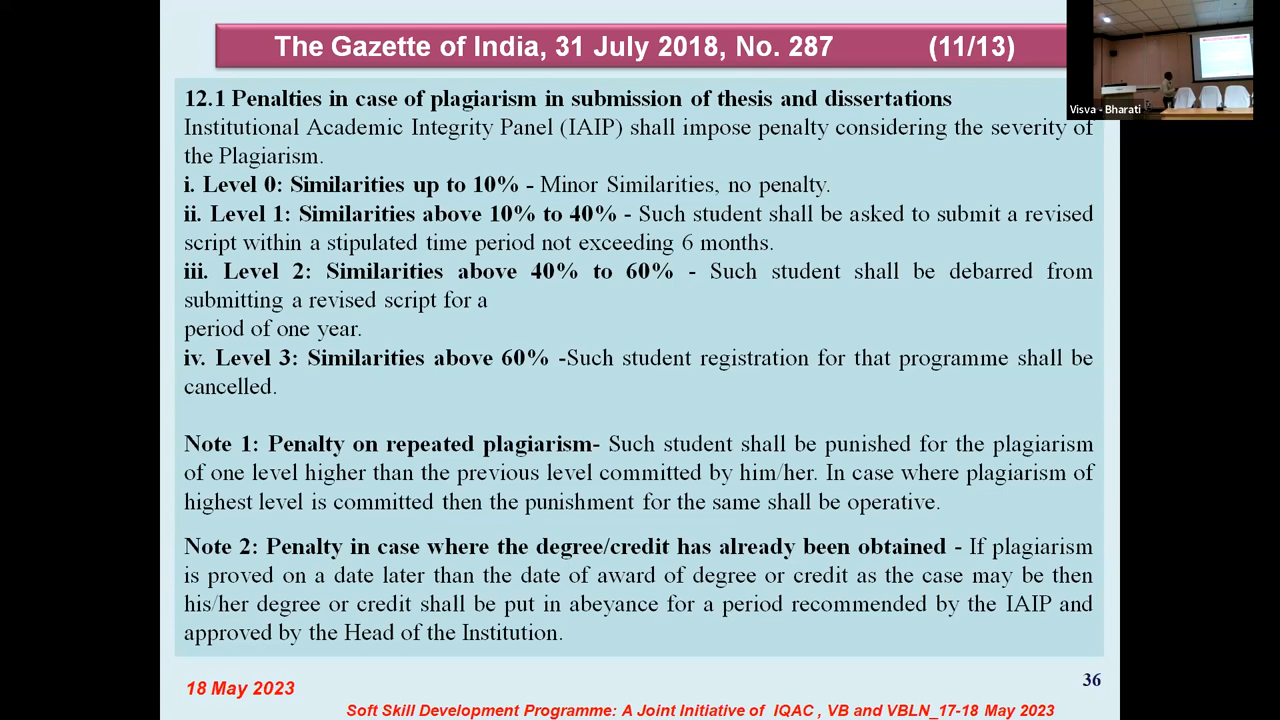 The Gazette of India, 31 July 2018, No. 287 (11/13)
Visva - Bharati
12.1 Penalties in case of plagiarism in submission of thesis and dissertations
Institutional Academic Integrity Panel (IAIP) shall impose penalty considering the severity of
the Plagiarism.
i. Level 0: Similarities up to 10% - Minor Similarities, no penalty.
ii. Level 1: Similarities above 10% to 40% - Such student shall be asked to submit a revised
script within a stipulated time period not exceeding 6 months.
iii. Level 2: Similarities above 40% to 60% - Such student shall be debarred from
submitting a revised script for a
period of one year.
iv. Level 3: Similarities above 60% -Such student registration for that programme shall be
cancelled.
Note 1: Penalty on repeated plagiarism- Such student shall be punished for the plagiarism
of one level higher than the previous level committed by him/her. In case where plagiarism of
highest level is committed then the punishment for the same shall be operative.
Note 2: Penalty in case where the degree/credit has already been obtained - If plagiarism
is proved on a date later than the date of award of degree or credit as the case may be then
his/her degree or credit shall be put in abeyance for a period recommended by the IAIP and
approved by the Head of the Institution.
18 May 2023
36
Soft Skill Development Programme: A Joint Initiative of IQAC , VB and VBLN_17-18 May 2023